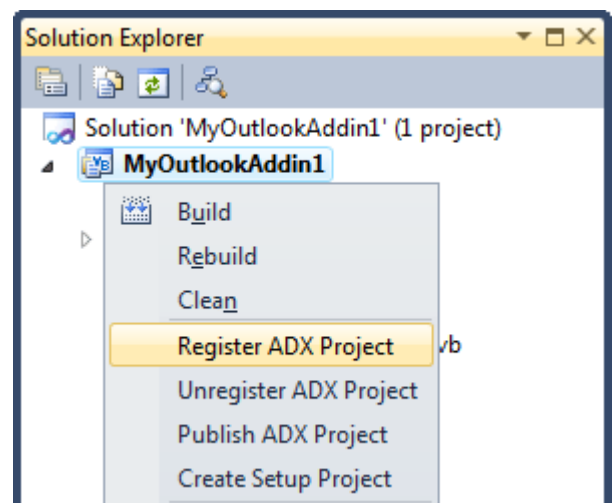 Solution Explorer
Solution 'MyOutlookAddin1' (1 project)
VB MyOutlookAddin1
Build
Rebuild
Clean
Register ADX Project vb
Unregister ADX Project
Publish ADX Project
Create Setup Project